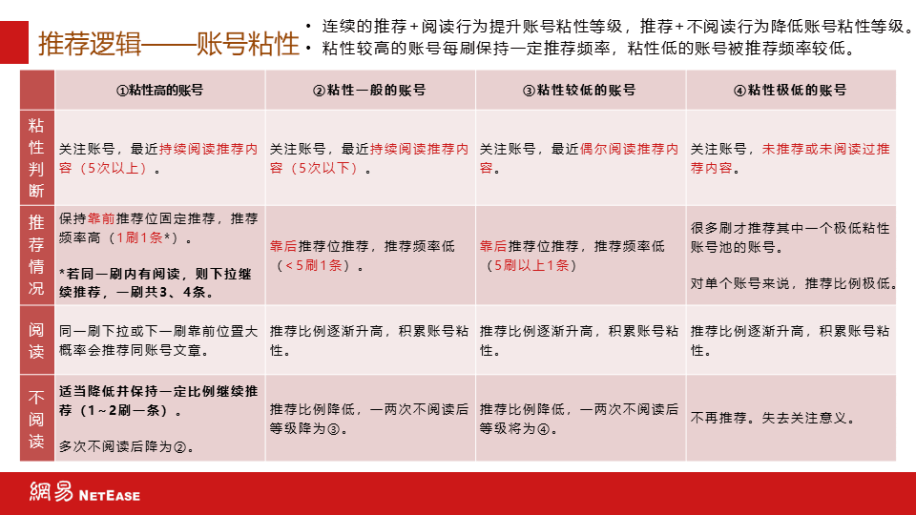 推荐逻辑——账号粘性
• 连续的推荐+阅读行为提升账号粘性等级，推荐+不阅读行为降低账号粘性等级。
• 粘性较高的账号每刷保持一定推荐频率，粘性低的账号被推荐频率较低。
①粘性高的账号
②粘性一般的账号
③粘性较低的账号
④粘性极低的账号
粘性判断
关注账号，最近持续阅读推荐内
容（5次以上）。
关注账号，最近持续阅读推荐内
容（5次以下）。
关注账号，最近偶尔阅读推荐内
容。
关注账号，未推荐或未阅读过推
荐内容。
推荐情况
保持靠前推荐位固定推荐，推荐
频率高（1刷1条*）。
*若同一刷内有阅读，则下拉继
续推荐，一刷共3、4条。
靠后推荐位推荐，推荐频率低
（<5刷1条）。
靠后推荐位推荐，推荐频率低
（5刷以上1条）
很多刷才推荐其中一个极低粘性
账号池的账号。
对单个账号来说，推荐比例极低。
阅读
同一刷下拉或下一刷靠前位置大
概率会推荐同账号文章。
推荐比例逐渐升高，积累账号粘
性。
推荐比例逐渐升高，积累账号粘
性。
推荐比例逐渐升高，积累账号粘
性。
不阅读
适当降低并保持一定比例继续推
荐（1~2刷一条）。
多次不阅读后降为②。
推荐比例降低，一两次不阅读后
等级降为③。
推荐比例降低，一两次不阅读后
等级将为④。
不再推荐。失去关注意义。
網易 NETEASE